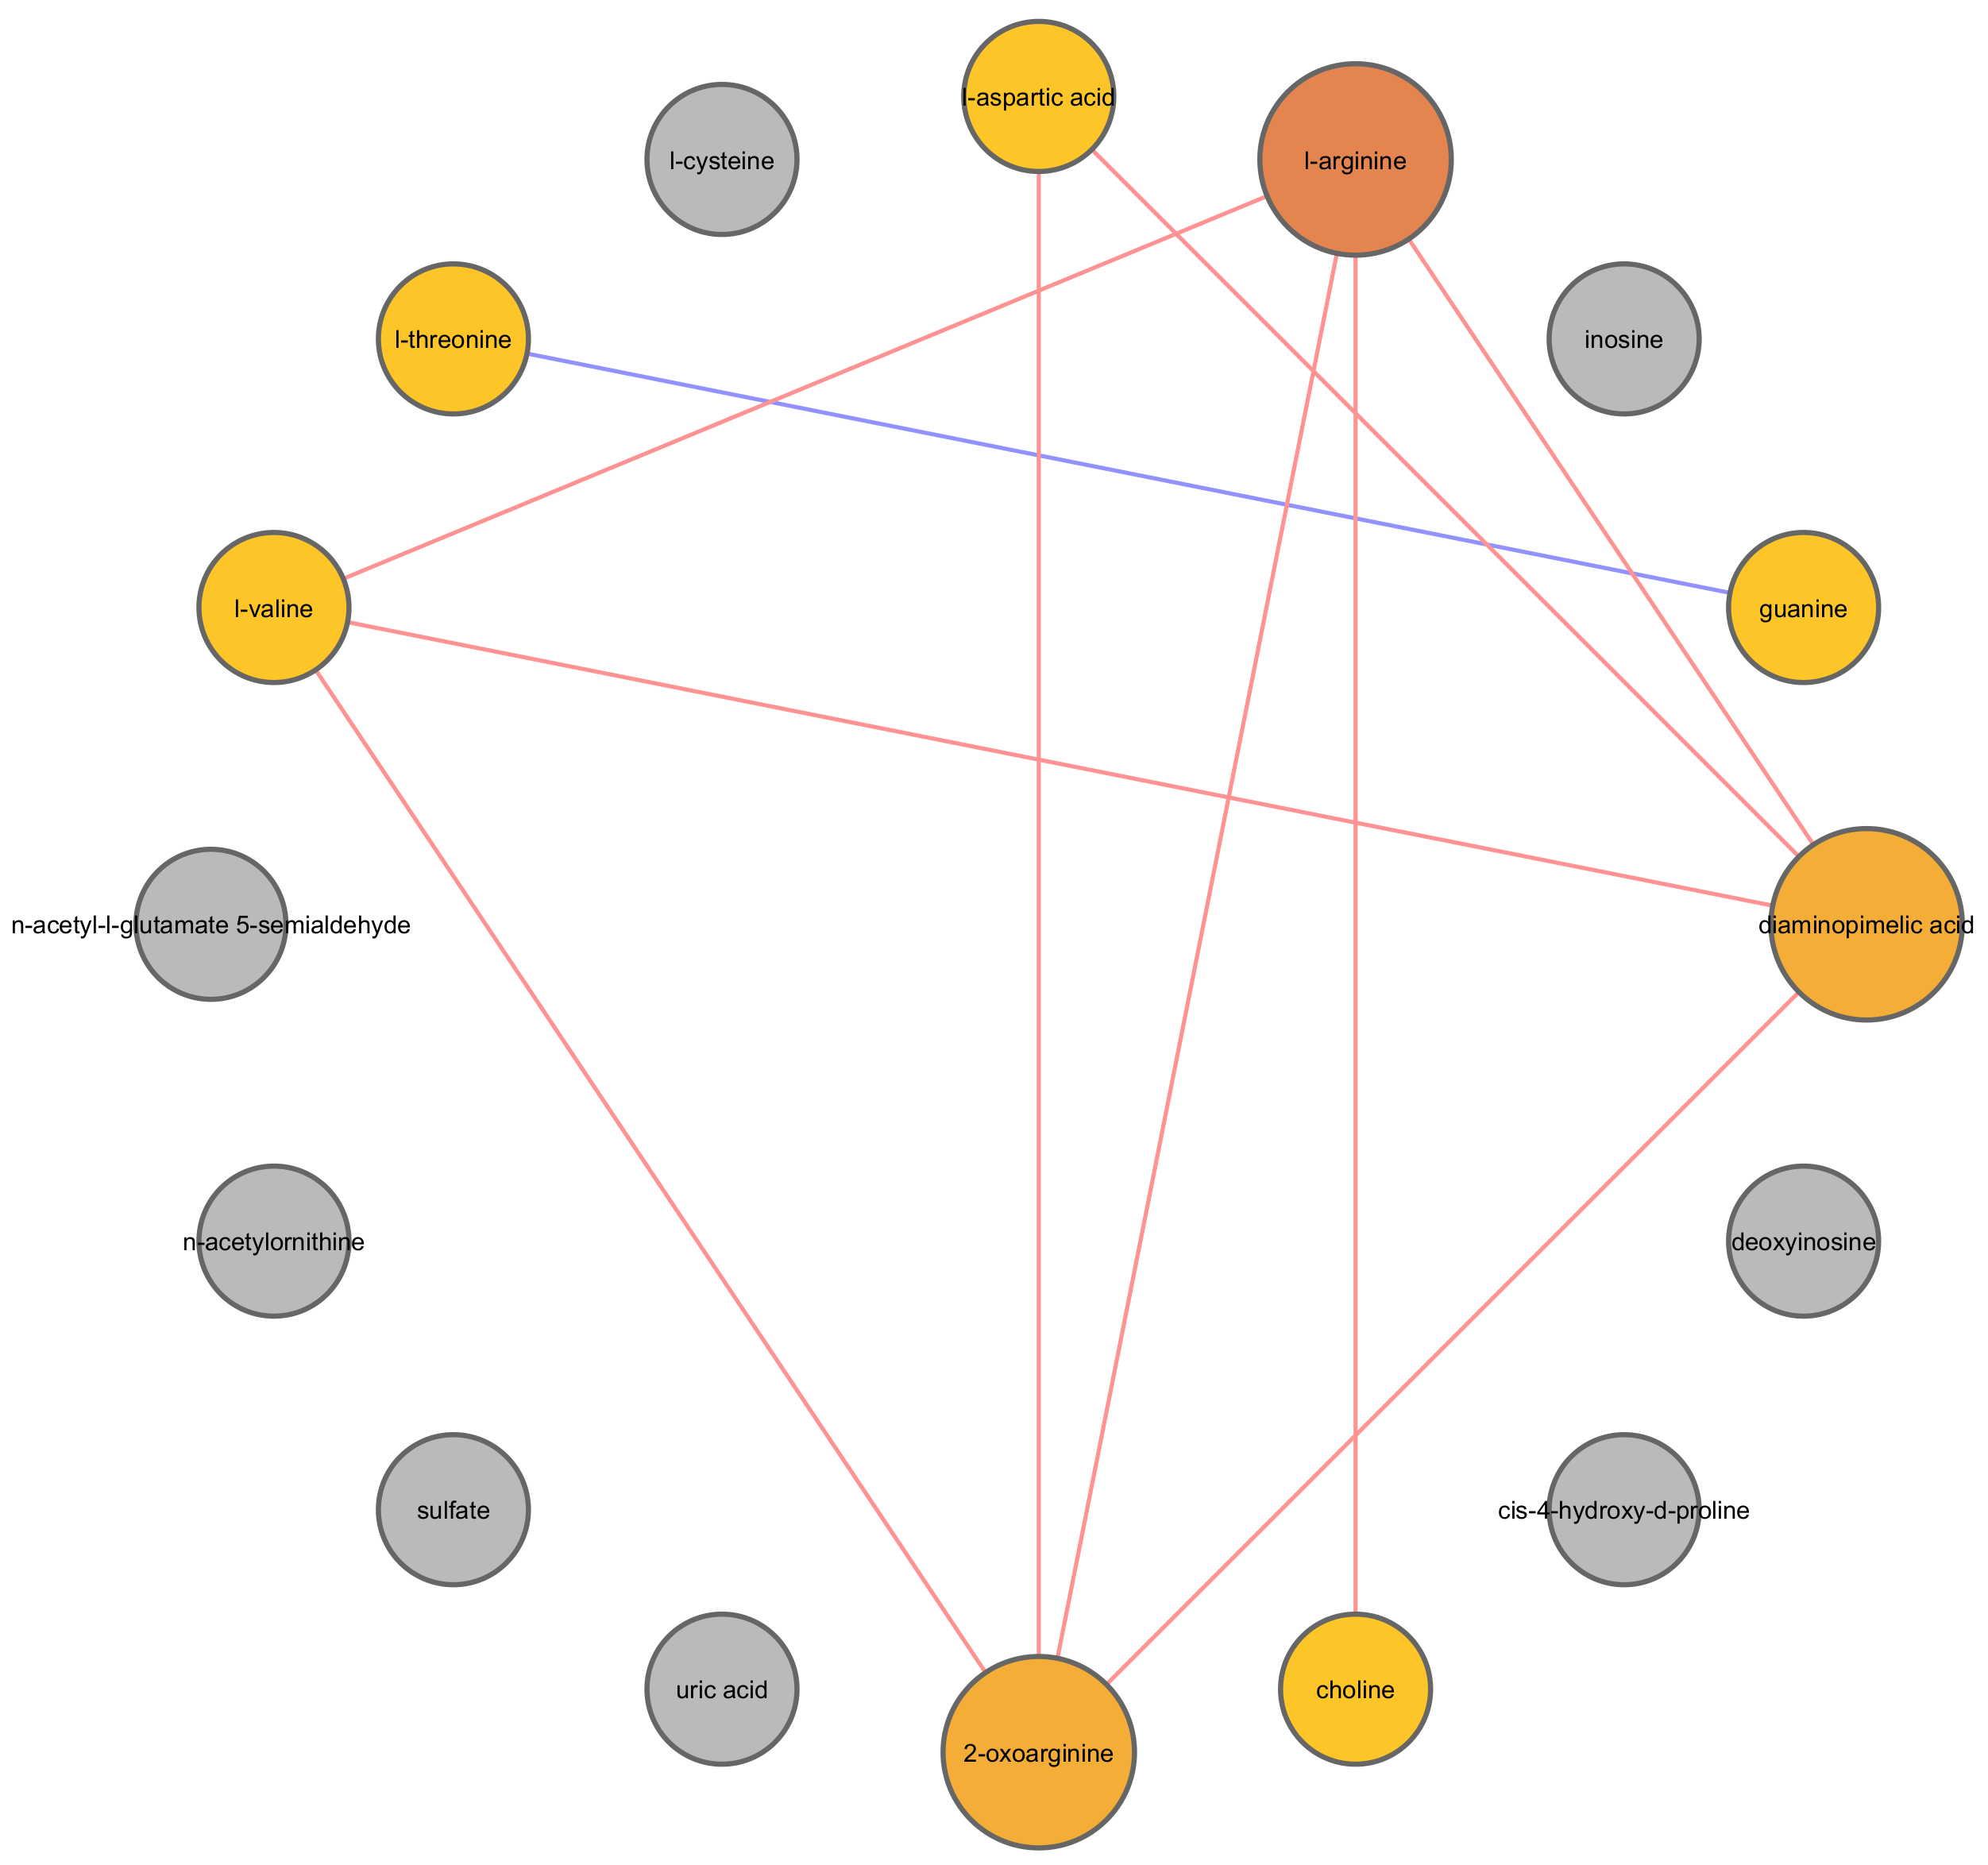 l-aspartic acid
l-cysteine
l-arginine
l-threonine
inosine
l-valine
guanine
n-acetyl-l-glutamate 5-semialdehyde
diaminopimelic acid
n-acetylornithine
deoxyinosine
sulfate
cis-4-hydroxy-d-proline
uric acid
choline
2-oxoarginine